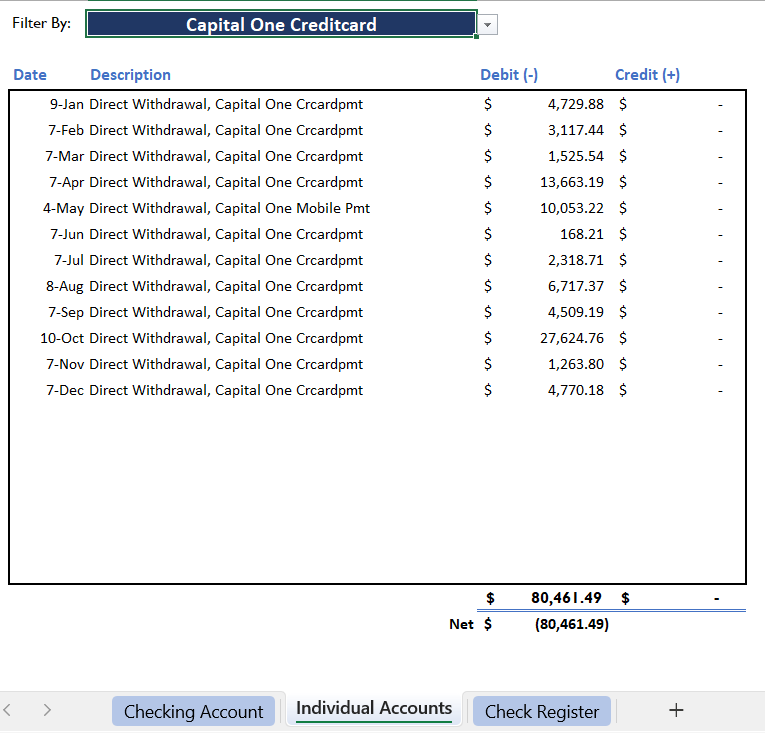 Filter By: Capital One Creditcard
Date Description Debit (-) Credit (+)
9-Jan Direct Withdrawal, Capital One Crcardpmt $ 4,729.88 $ -
7-Feb Direct Withdrawal, Capital One Crcardpmt $ 3,117.44 $ -
7-Mar Direct Withdrawal, Capital One Crcardpmt $ 1,525.54 $ -
7-Apr Direct Withdrawal, Capital One Crcardpmt $ 13,663.19 $ -
4-May Direct Withdrawal, Capital One Mobile Pmt $ 10,053.22 $ -
7-Jun Direct Withdrawal, Capital One Crcardpmt $ 168.21 $ -
7-Jul Direct Withdrawal, Capital One Crcardpmt $ 2,318.71 $ -
8-Aug Direct Withdrawal, Capital One Crcardpmt $ 6,717.37 $ -
7-Sep Direct Withdrawal, Capital One Crcardpmt $ 4,509.19 $ -
10-Oct Direct Withdrawal, Capital One Crcardpmt $ 27,624.76 $ -
7-Nov Direct Withdrawal, Capital One Crcardpmt $ 1,263.80 $ -
7-Dec Direct Withdrawal, Capital One Crcardpmt $ 4,770.18 $ -
$ 80,461.49 $ -
Net $ (80,461.49)
Checking Account Individual Accounts Check Register